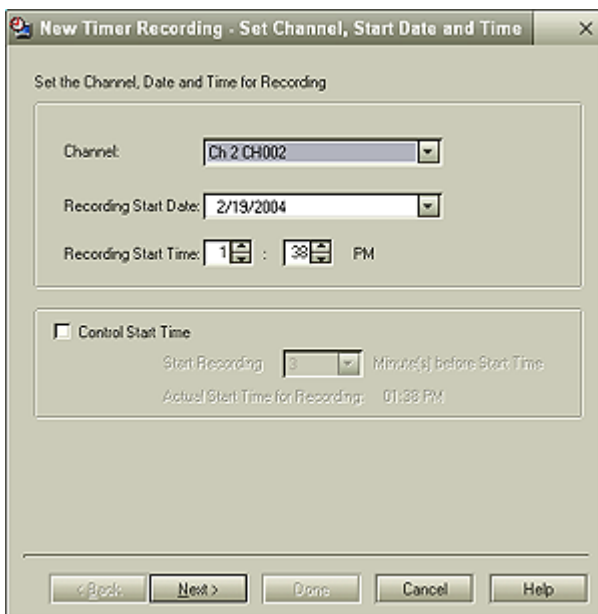 New Timer Recording - Set Channel, Start Date and Time
Set the Channel, Date and Time for Recording
Channel: Ch 2 CH002
Recording Start Date: 2/19/2004
Recording Start Time: 1 : 38 PM
Control Start Time
Start Recording 3 Minute(s) before Start Time
Actual Start Time for Recording: 01:38 PM
< Back Next > Done Cancel Help